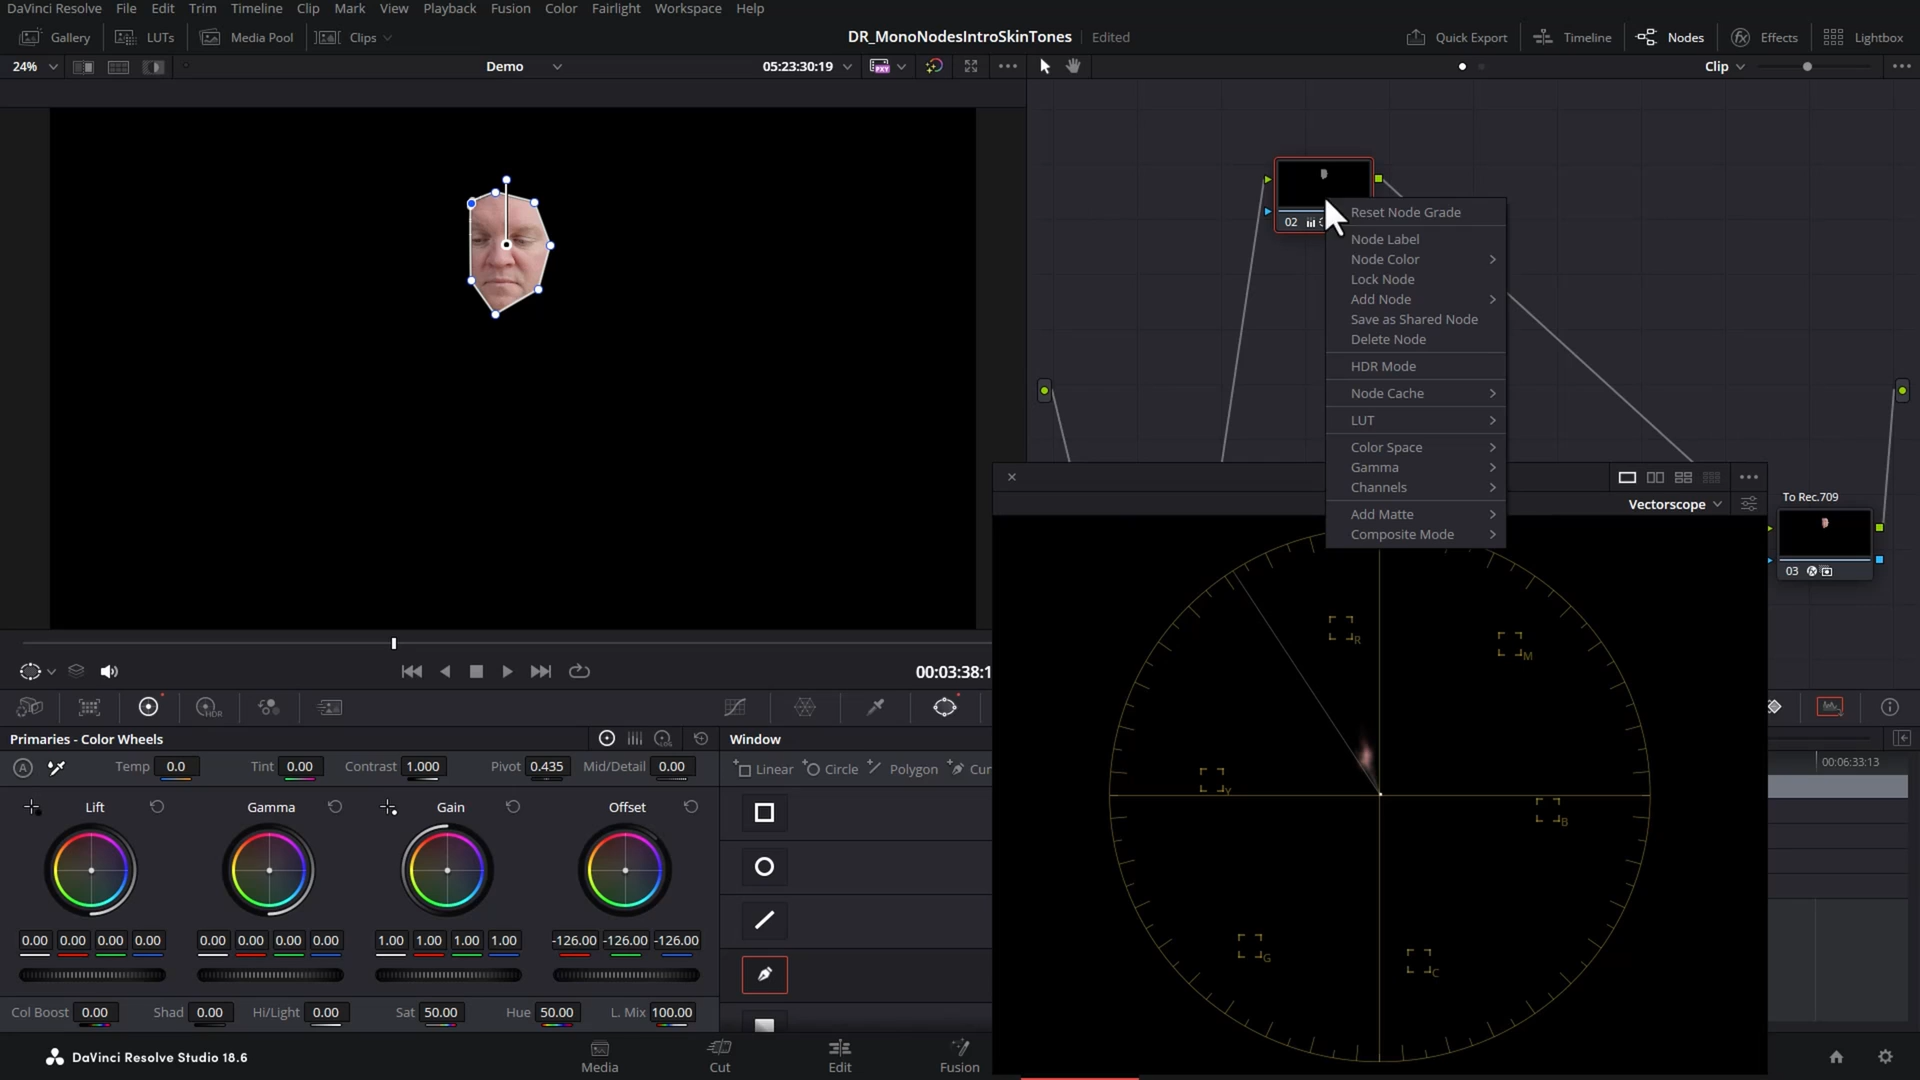 DaVinci Resolve File Edit Trim Timeline Clip Mark View Playback Fusion Color Fairlight Workspace Help
Gallery LUTs Media Pool Clips DR_MonoNodesIntroSkinTones Edited Quick Export Timeline Nodes Effects Lightbox
24% Demo 05:23:30:19 Clip
02
Reset Node Grade
Node Label
Node Color
Lock Node
Add Node
Save as Shared Node
Delete Node
HDR Mode
Node Cache
LUT
Color Space
Gamma
Channels
Add Matte
Composite Mode
Vectorscope
To Rec.709
03
R
M
Y
B
G
C
00:03:38:1
HDR
Primaries - Color Wheels
Window
00:06:33:13
A Temp 0.0 Tint 0.00 Contrast 1.000 Pivot 0.435 Mid/Detail 0.00
Linear Circle Polygon Cur
Lift Gamma Gain Offset
0.00 0.00 0.00 0.00 0.00 0.00 0.00 0.00 1.00 1.00 1.00 1.00 -126.00 -126.00 -126.00
Col Boost 0.00 Shad 0.00 Hi/Light 0.00 Sat 50.00 Hue 50.00 L. Mix 100.00
DaVinci Resolve Studio 18.6
Media Cut Edit Fusion